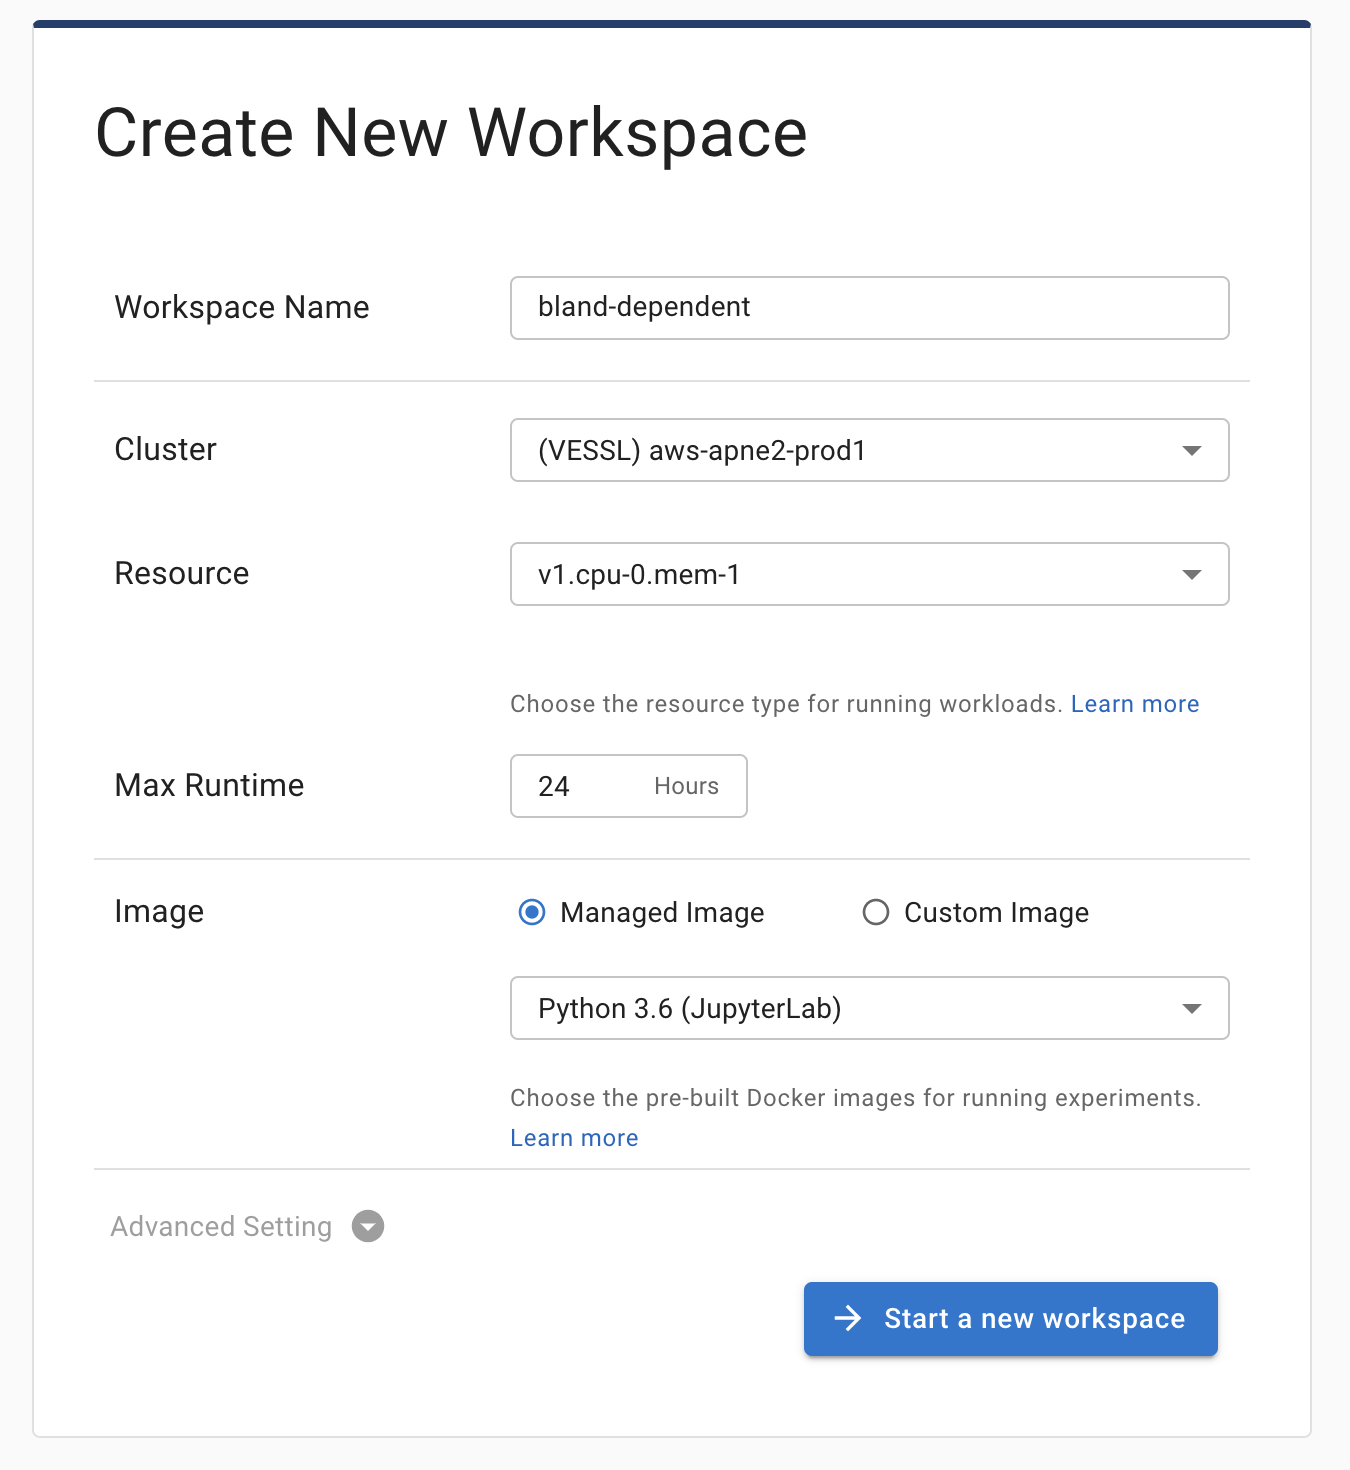 Create New Workspace
Workspace Name
bland-dependent
Cluster
(VESSL) aws-apne2-prod1
Resource
v1.cpu-0.mem-1
Choose the resource type for running workloads. Learn more
Max Runtime
24 Hours
Image
Managed Image
Custom Image
Python 3.6 (JupyterLab)
Choose the pre-built Docker images for running experiments.
Learn more
Advanced Setting
Start a new workspace